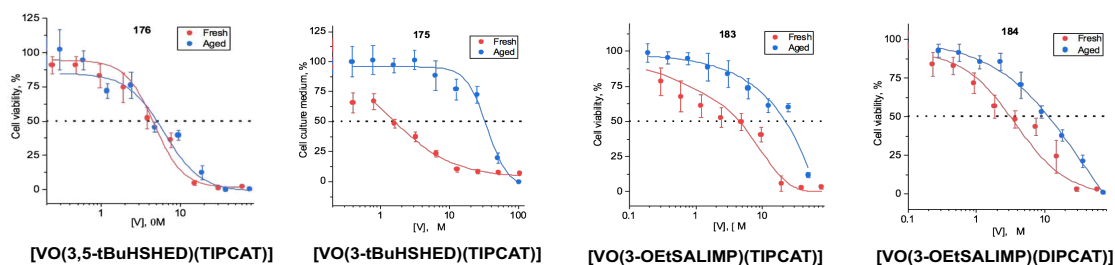 176
Fresh
Aged
Cell viability, %
125
100
75
50
25
0
1
10
[V], 0M
[VO(3,5-tBuHSHED)(TIPCAT)]
175
Fresh
Aged
Cell culture medium, %
125
100
75
50
25
0
1
10
100
[V], M
[VO(3-tBuHSHED)(TIPCAT)]
183
Fresh
Aged
Cell viability, %
125
100
75
50
25
0
0.1
1
10
[V], [ M
[VO(3-OEtSALIMP)(TIPCAT)]
184
Fresh
Aged
Cell viability, %
125
100
75
50
25
0
0.1
1
10
[V], M
[VO(3-OEtSALIMP)(DIPCAT)]